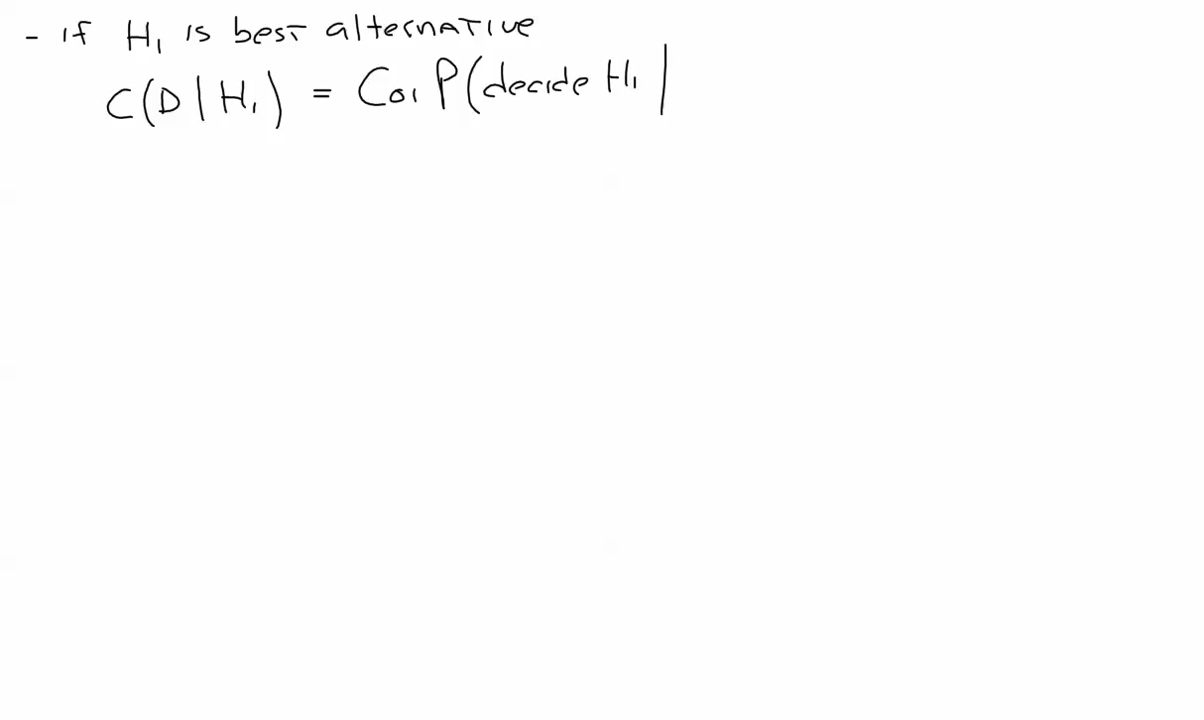 - if H₁ is best alternative
C(D | H₁) = C₀₁ P(decide H₁ |